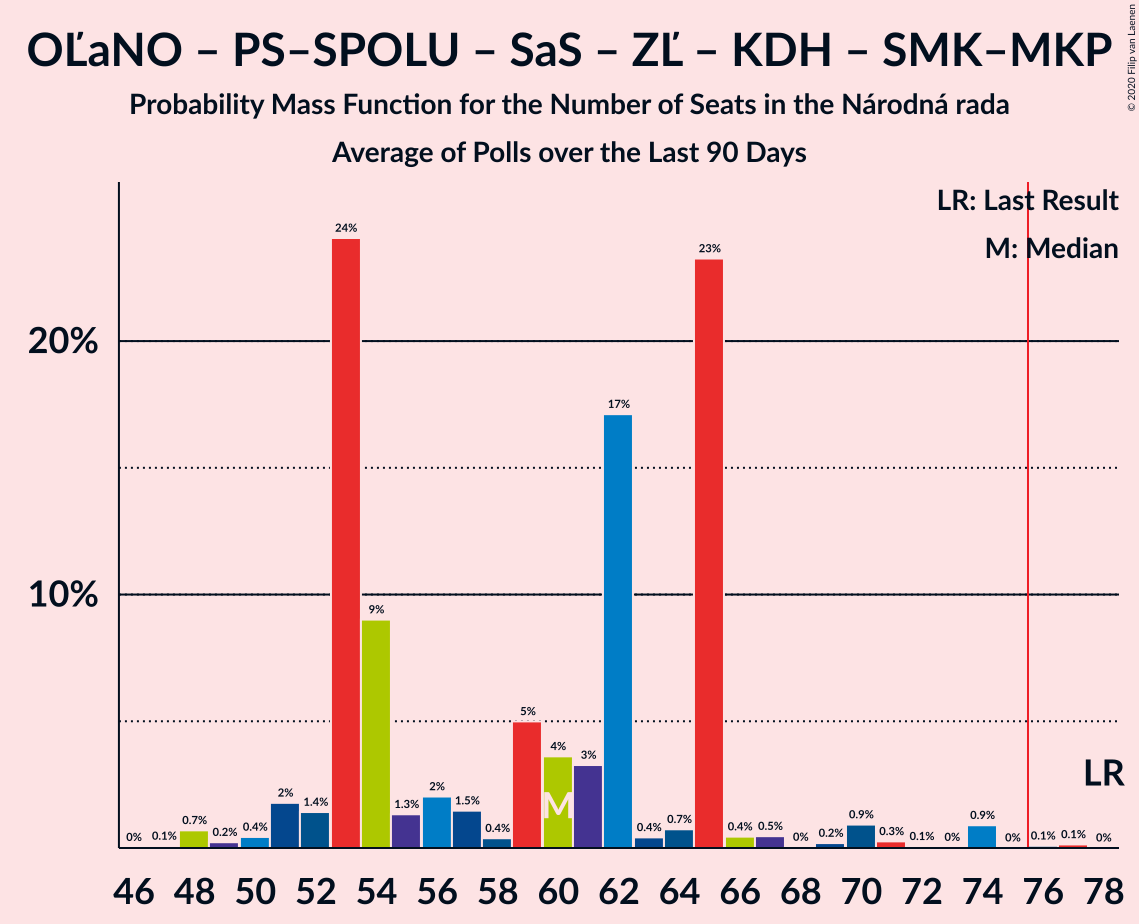 OĽaNO – PS–SPOLU – SaS – ZĽ – KDH – SMK–MKP
Probability Mass Function for the Number of Seats in the Národná rada
Average of Polls over the Last 90 Days
© 2020 Filip van Laenen
LR: Last Result
M: Median
20%
10%
0% 0.1% 0.7% 0.2% 0.4% 2% 1.4% 24% 9% 1.3% 2% 1.5% 0.4% 5% 4% 3% 17% 0.4% 0.7% 23% 0.4% 0.5% 0% 0.2% 0.9% 0.3% 0.1% 0% 0.9% 0% 0.1% 0.1% 0%
M
LR
46 48 50 52 54 56 58 60 62 64 66 68 70 72 74 76 78